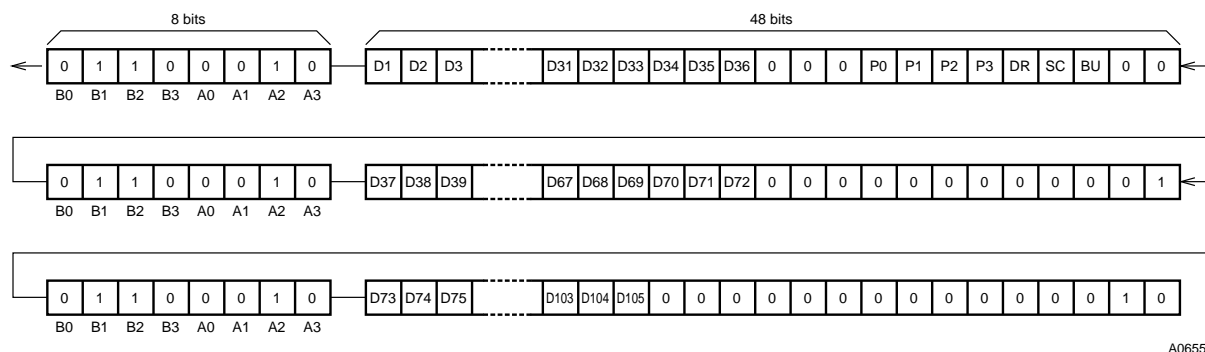 8 bits 48 bits
0 1 1 0 0 0 1 0 D1 D2 D3 D31 D32 D33 D34 D35 D36 0 0 0 P0 P1 P2 P3 DR SC BU 0 0
B0 B1 B2 B3 A0 A1 A2 A3
0 1 1 0 0 0 1 0 D37 D38 D39 D67 D68 D69 D70 D71 D72 0 0 0 0 0 0 0 0 0 0 0 1
B0 B1 B2 B3 A0 A1 A2 A3
0 1 1 0 0 0 1 0 D73 D74 D75 D103 D104 D105 0 0 0 0 0 0 0 0 0 0 0 0 0 1 0
B0 B1 B2 B3 A0 A1 A2 A3
A0655